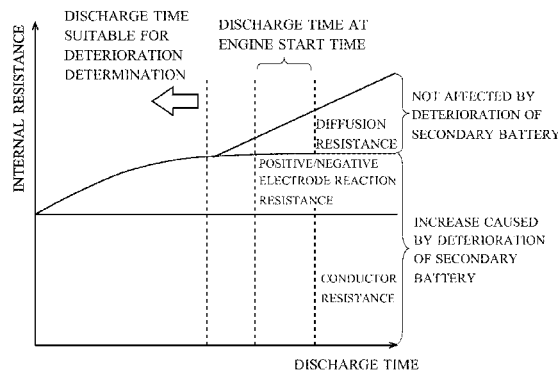 DISCHARGE TIME
SUITABLE FOR
DETERIORATION
DETERMINATION
DISCHARGE TIME AT
ENGINE START TIME
INTERNAL RESISTANCE
NOT AFFECTED BY
DETERIORATION OF
SECONDARY BATTERY
DIFFUSION
RESISTANCE
POSITIVE/NEGATIVE
ELECTRODE REACTION
RESISTANCE
INCREASE CAUSED
BY DETERIORATION
OF SECONDARY
BATTERY
CONDUCTOR
RESISTANCE
DISCHARGE TIME